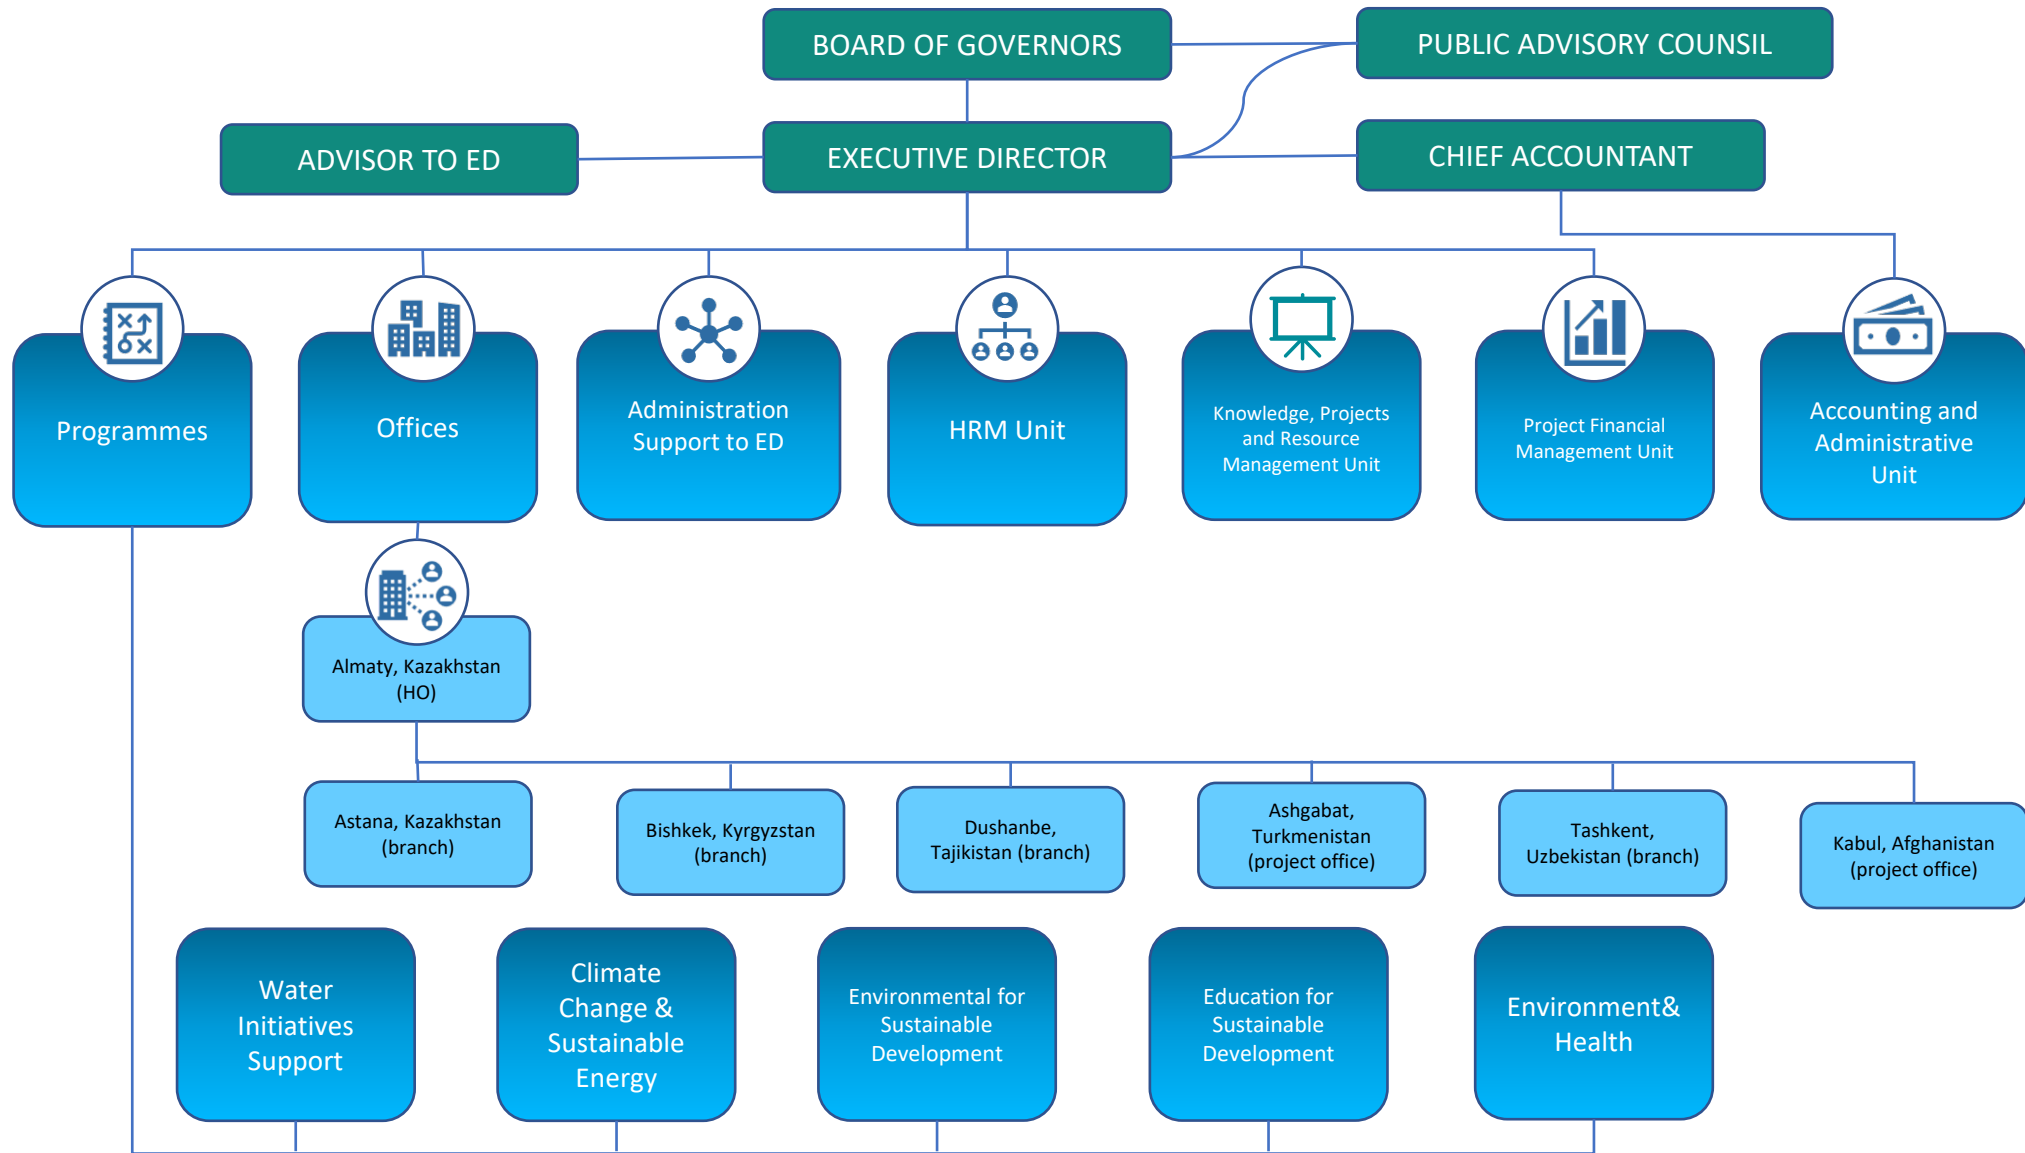 BOARD OF GOVERNORS
PUBLIC ADVISORY COUNSIL
ADVISOR TO ED
EXECUTIVE DIRECTOR
CHIEF ACCOUNTANT
Programmes
Offices
Administration
Support to ED
HRM Unit
Knowledge, Projects
and Resource
Management Unit
Project Financial
Management Unit
Accounting and
Administrative
Unit
Almaty, Kazakhstan
(HO)
Astana, Kazakhstan
(branch)
Bishkek, Kyrgyzstan
(branch)
Dushanbe,
Tajikistan (branch)
Ashgabat,
Turkmenistan
(project office)
Tashkent,
Uzbekistan (branch)
Kabul, Afghanistan
(project office)
Water
Initiatives
Support
Climate
Change &
Sustainable
Energy
Environmental for
Sustainable
Development
Education for
Sustainable
Development
Environment&
Health